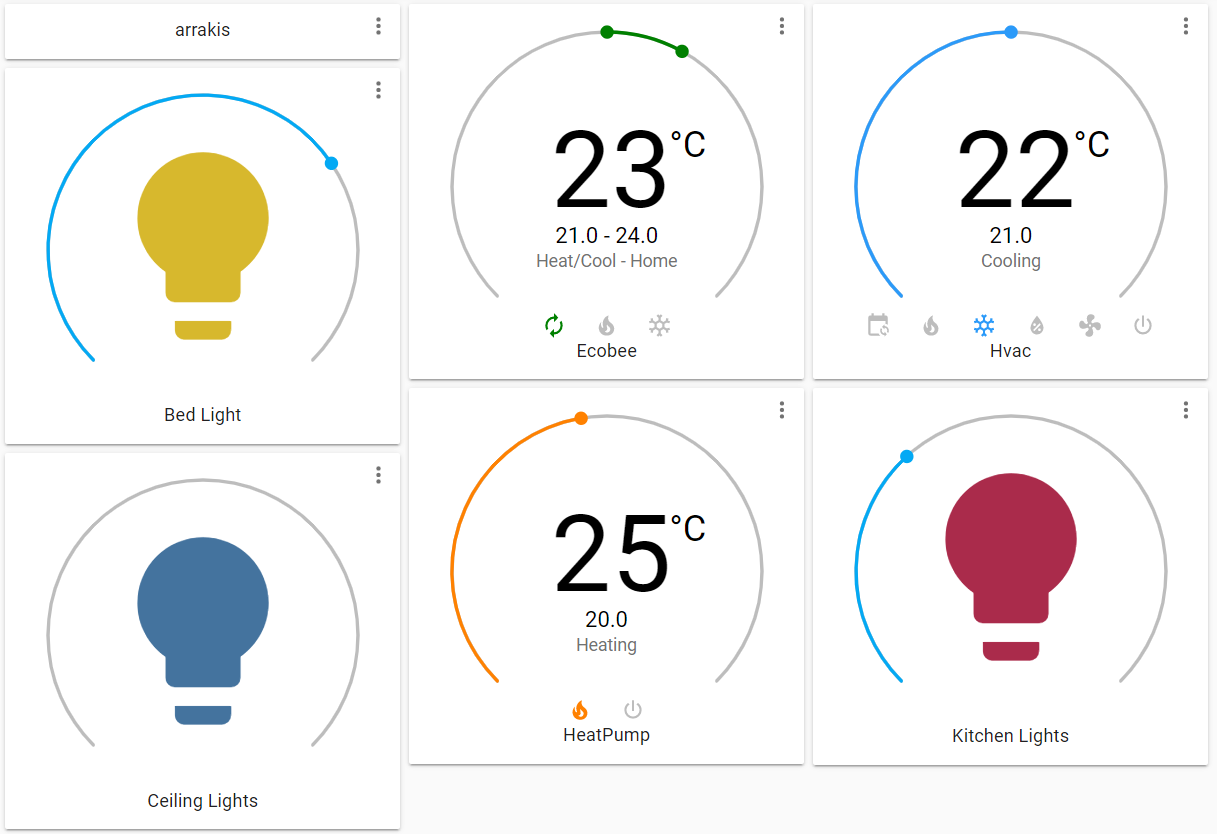 arrakis
Bed Light
Ceiling Lights
23 °C
21.0 - 24.0
Heat/Cool - Home
Ecobee
25 °C
20.0
Heating
HeatPump
22 °C
21.0
Cooling
Hvac
Kitchen Lights